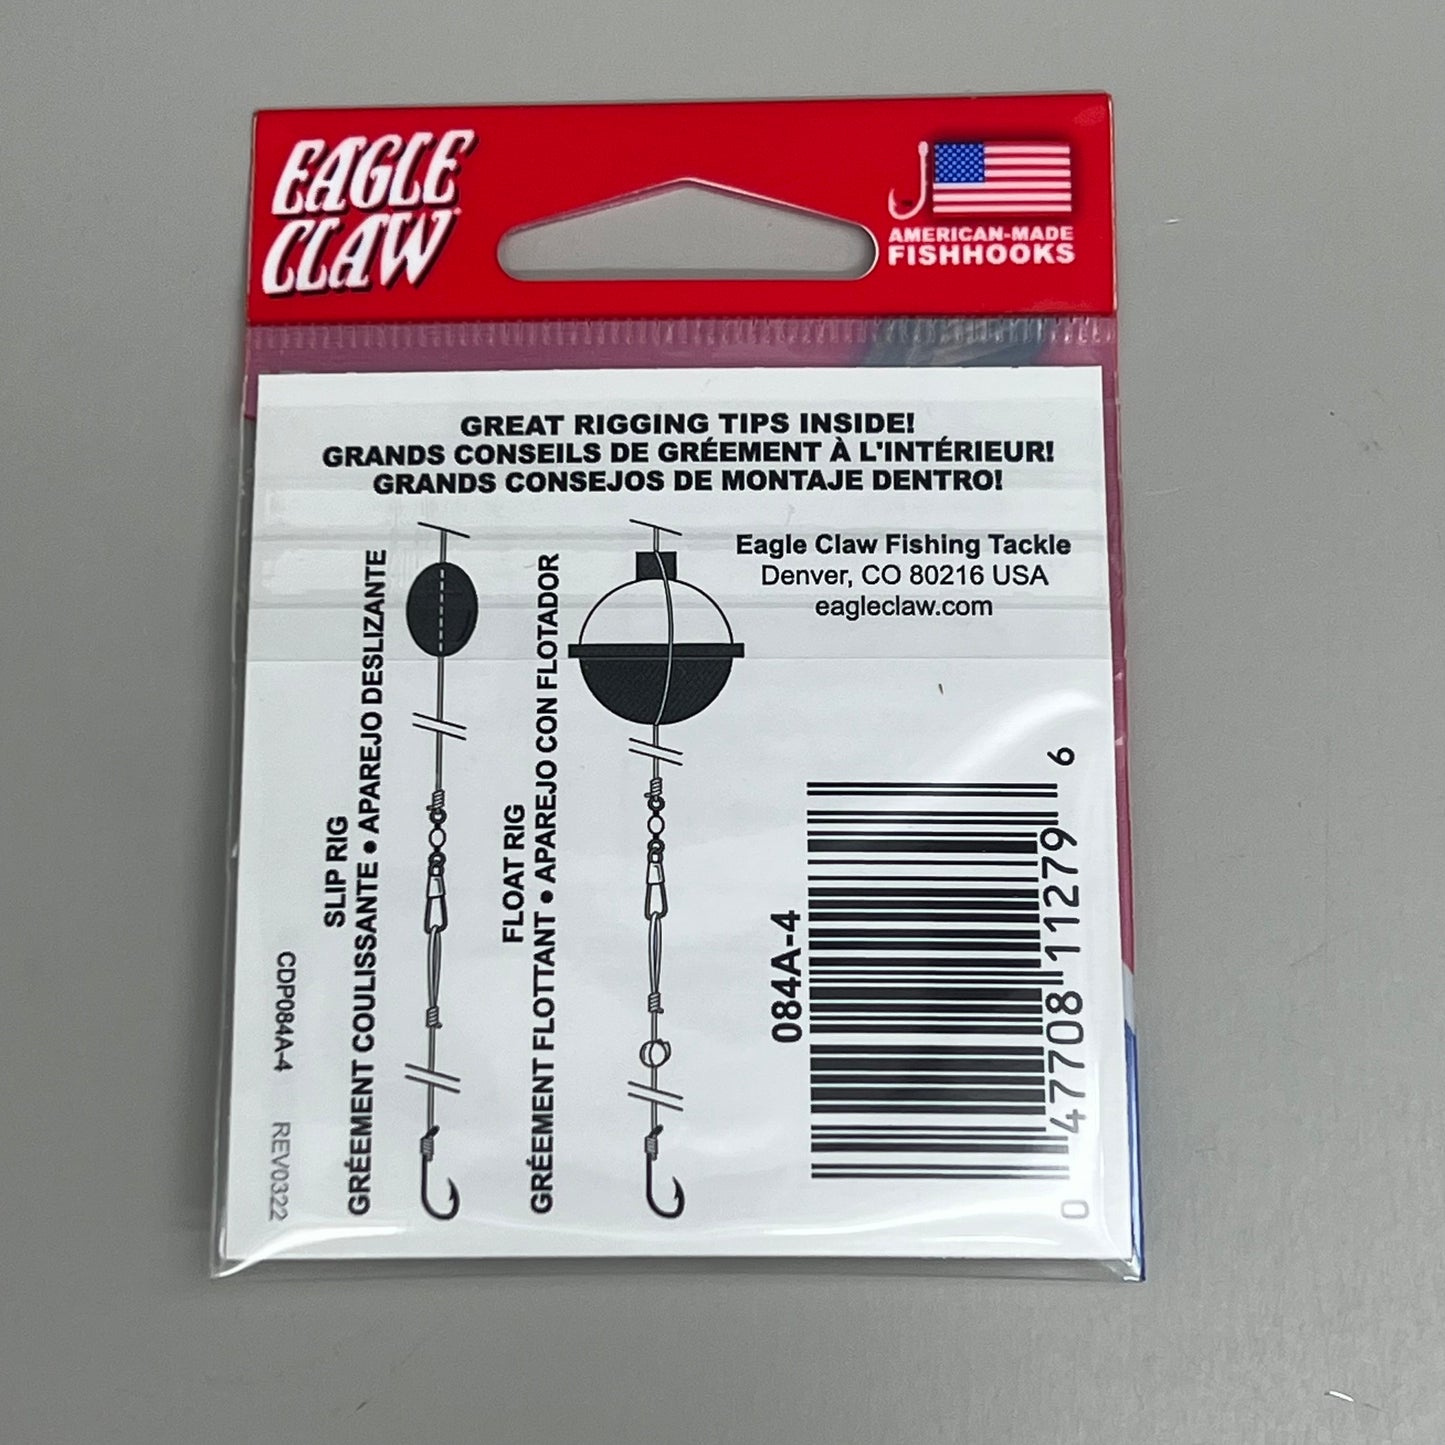 EAGLE
CLAW
AMERICAN-MADE
FISHHOOKS
GREAT RIGGING TIPS INSIDE!
GRANDS CONSEILS DE GRÉEMENT À L'INTÉRIEUR!
GRANDS CONSEJOS DE MONTAJE DENTRO!
Eagle Claw Fishing Tackle
Denver, CO 80216 USA
eagleclaw.com
SLIP RIG
GRÉEMENT COULISSANTE • APAREJO DESLIZANTE
FLOAT RIG
GRÉEMENT FLOTTANT • APAREJO CON FLOTADOR
084A-4
0 47708 11279 6
CDP084A-4 REV0322